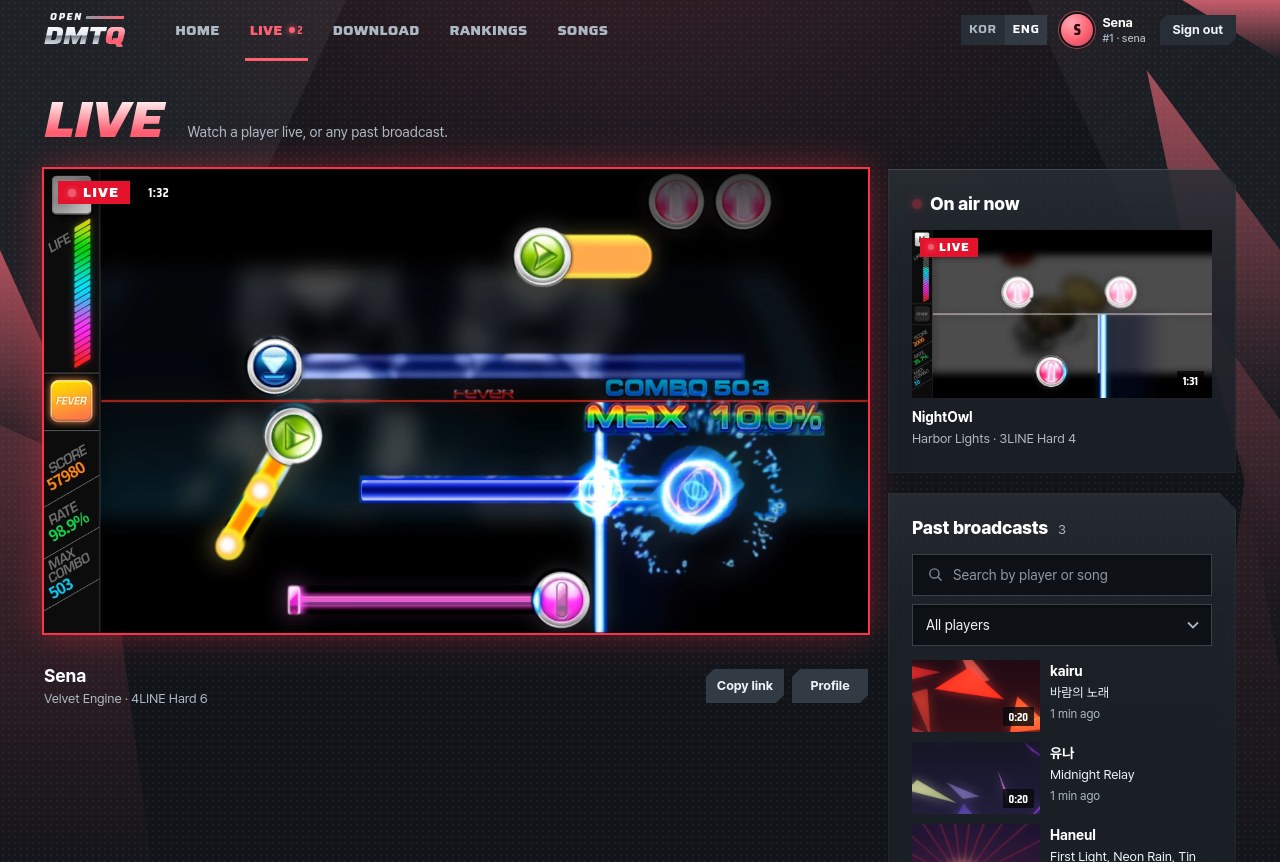 OPEN
DMTQ
HOME
LIVE 2
DOWNLOAD
RANKINGS
SONGS
KOR
ENG
S
Sena
#1 · sena
Sign out
LIVE
Watch a player live, or any past broadcast.
LIVE
1:32
LIFE
FEVER
COMBO 503
MAX 100%
FEVER
SCORE
57980
RATE
98.9%
MAX
COMBO
503
Sena
Velvet Engine · 4LINE Hard 6
Copy link
Profile
On air now
LIVE
1:31
NightOwl
Harbor Lights · 3LINE Hard 4
Past broadcasts 3
Search by player or song
All players
0:20
kairu
바람의 노래
1 min ago
0:20
유나
Midnight Relay
1 min ago
Haneul
First Light, Neon Rain, Tin